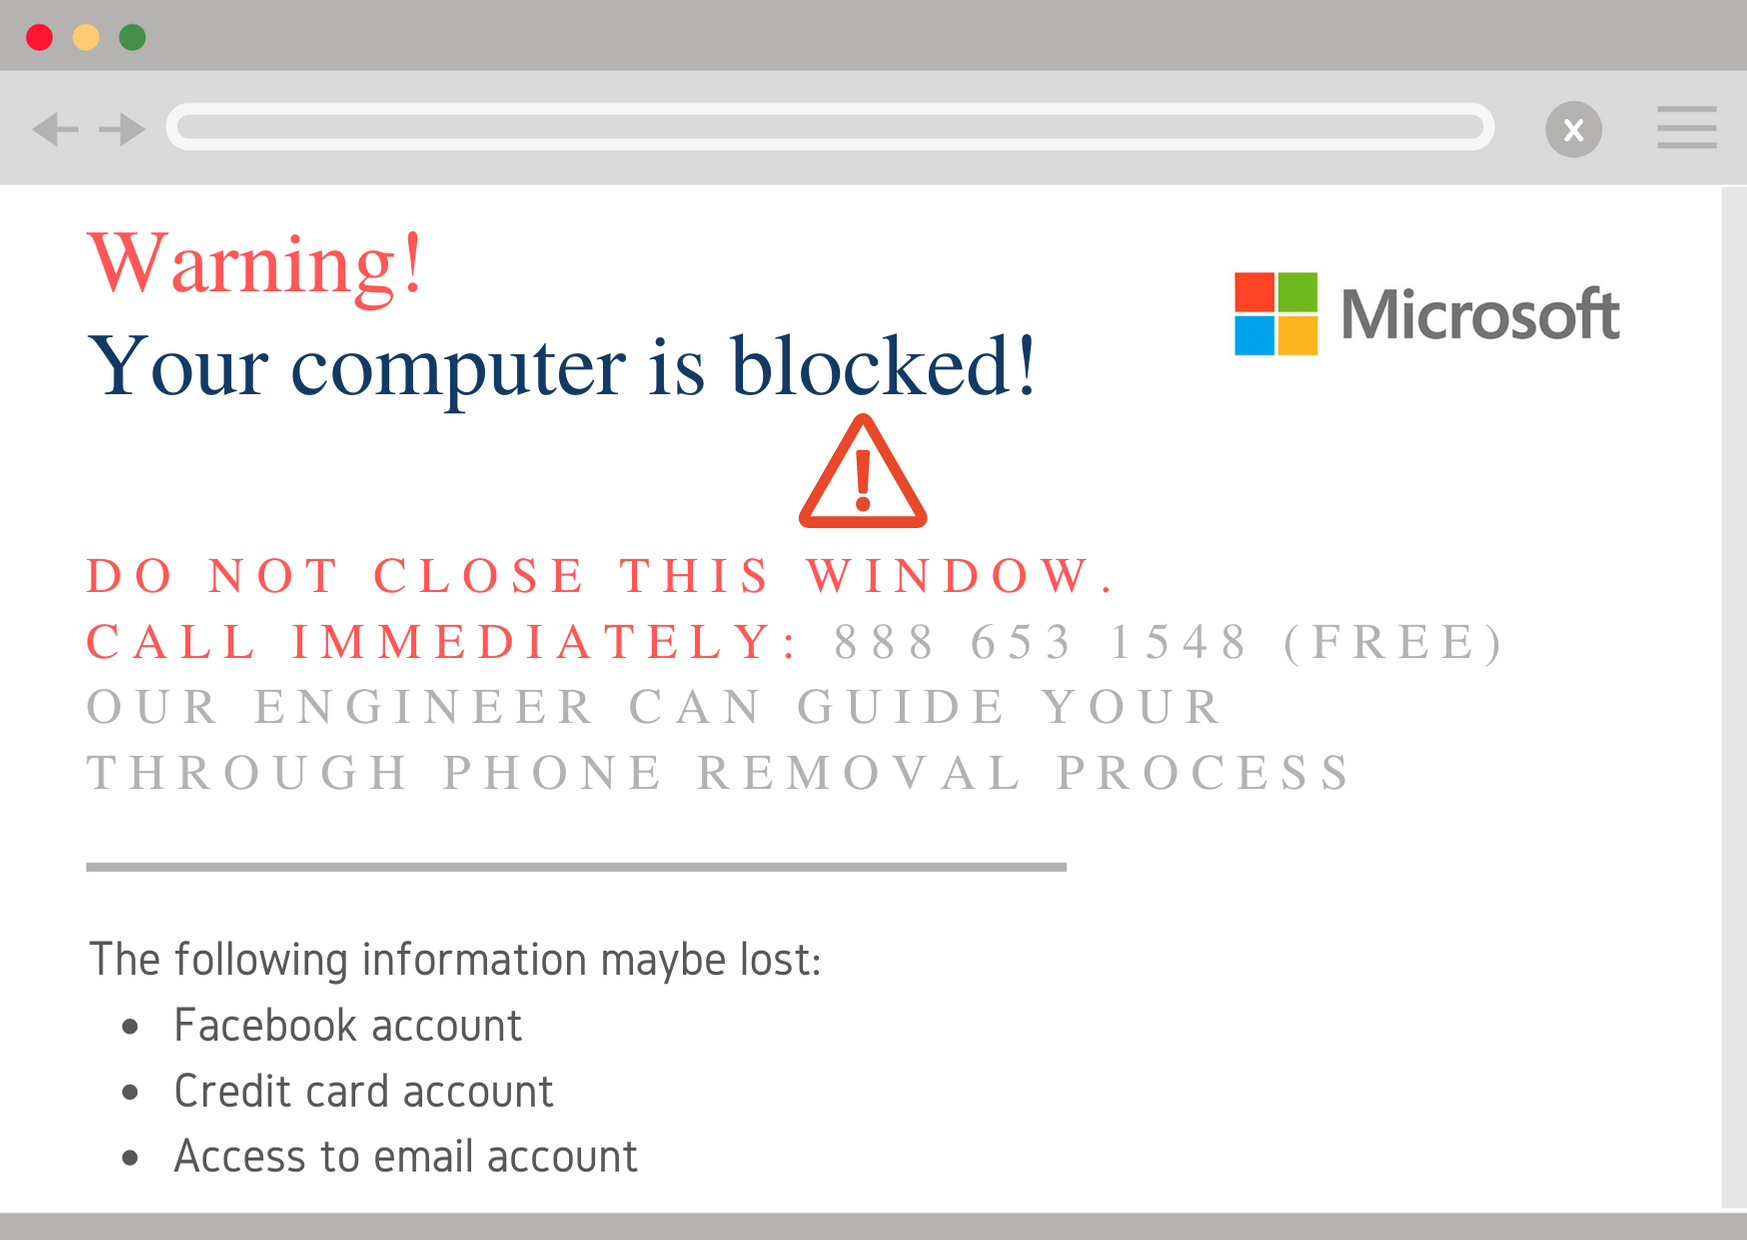 Warning!
Microsoft
Your computer is blocked!
DO NOT CLOSE THIS WINDOW.
CALL IMMEDIATELY: 888 653 1548 (FREE)
OUR ENGINEER CAN GUIDE YOUR
THROUGH PHONE REMOVAL PROCESS
The following information maybe lost:
• Facebook account
• Credit card account
• Access to email account